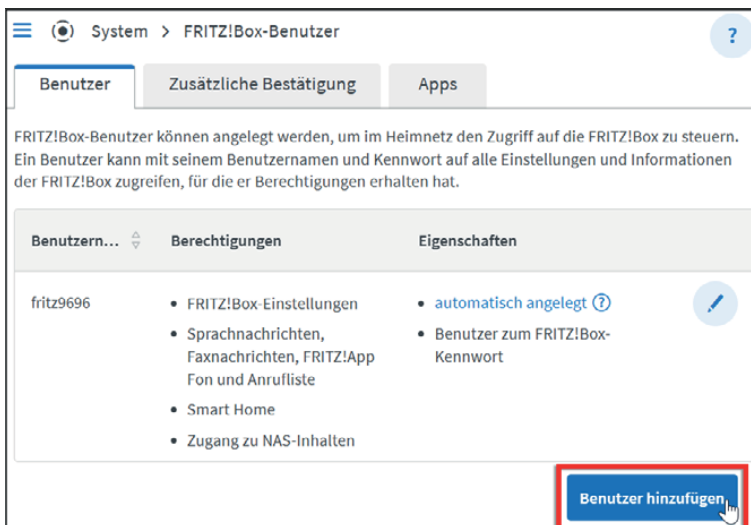 System > FRITZ!Box-Benutzer
?
Benutzer Zusätzliche Bestätigung Apps
FRITZ!Box-Benutzer können angelegt werden, um im Heimnetz den Zugriff auf die FRITZ!Box zu steuern.
Ein Benutzer kann mit seinem Benutzernamen und Kennwort auf alle Einstellungen und Informationen
der FRITZ!Box zugreifen, für die er Berechtigungen erhalten hat.
Benutzern... Berechtigungen Eigenschaften
fritz9696
• FRITZ!Box-Einstellungen
• Sprachnachrichten,
Faxnachrichten, FRITZ!App
Fon und Anrufliste
• Smart Home
• Zugang zu NAS-Inhalten
• automatisch angelegt ?
• Benutzer zum FRITZ!Box-
Kennwort
Benutzer hinzufügen